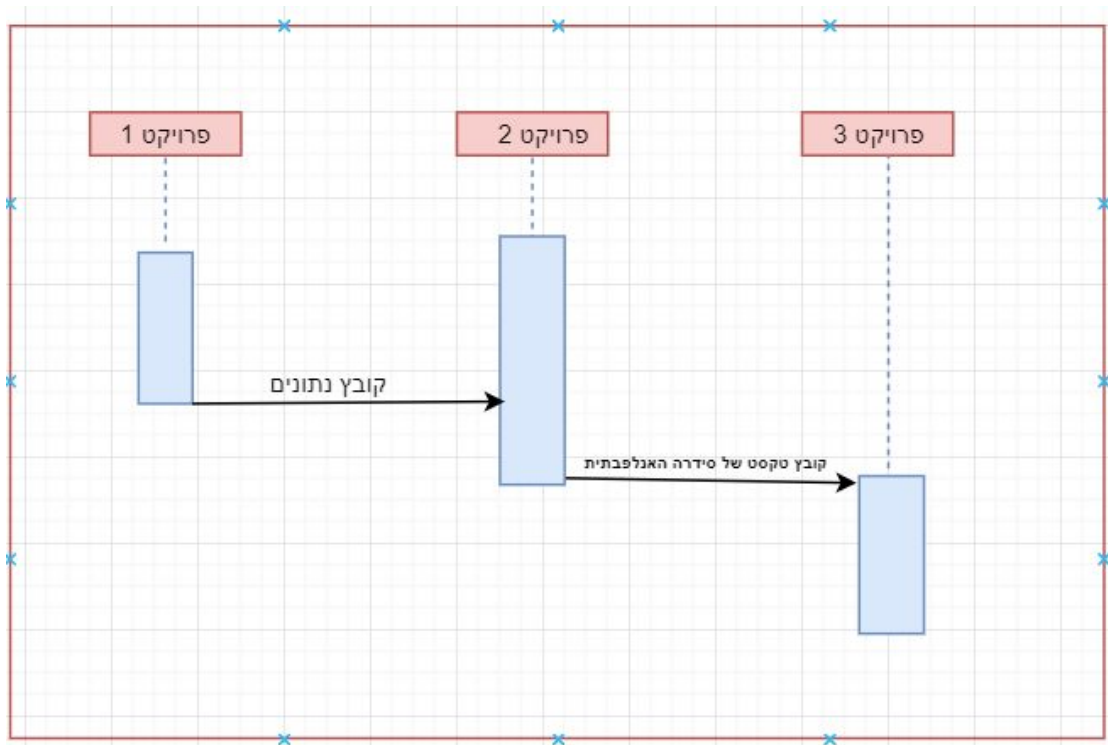 פרויקט 1
פרויקט 2
פרויקט 3
קובץ נתונים
קובץ טקסט של סידרה האנלפבתית